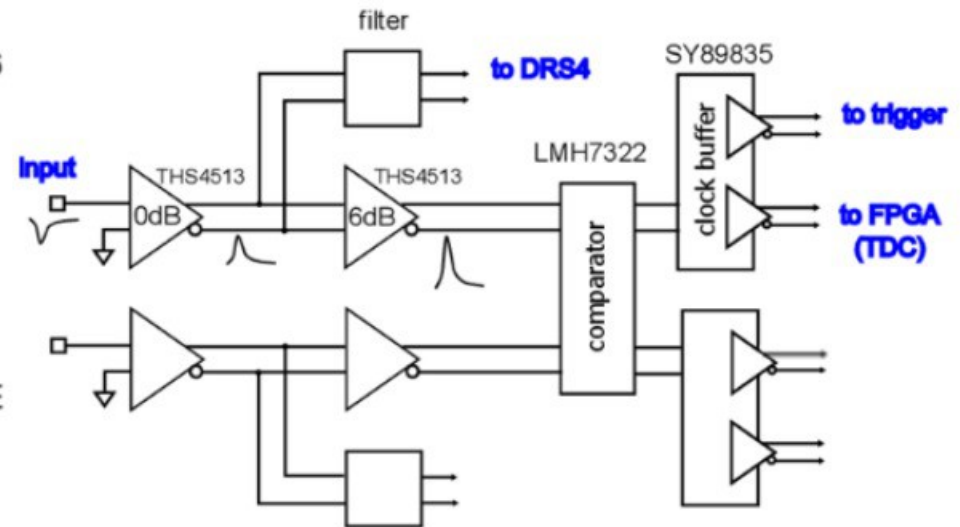 filter
to DRS4
SY89835
clock buffer
to trigger
to FPGA
(TDC)
LMH7322
comparator
Input
THS4513
0dB
THS4513
6dB